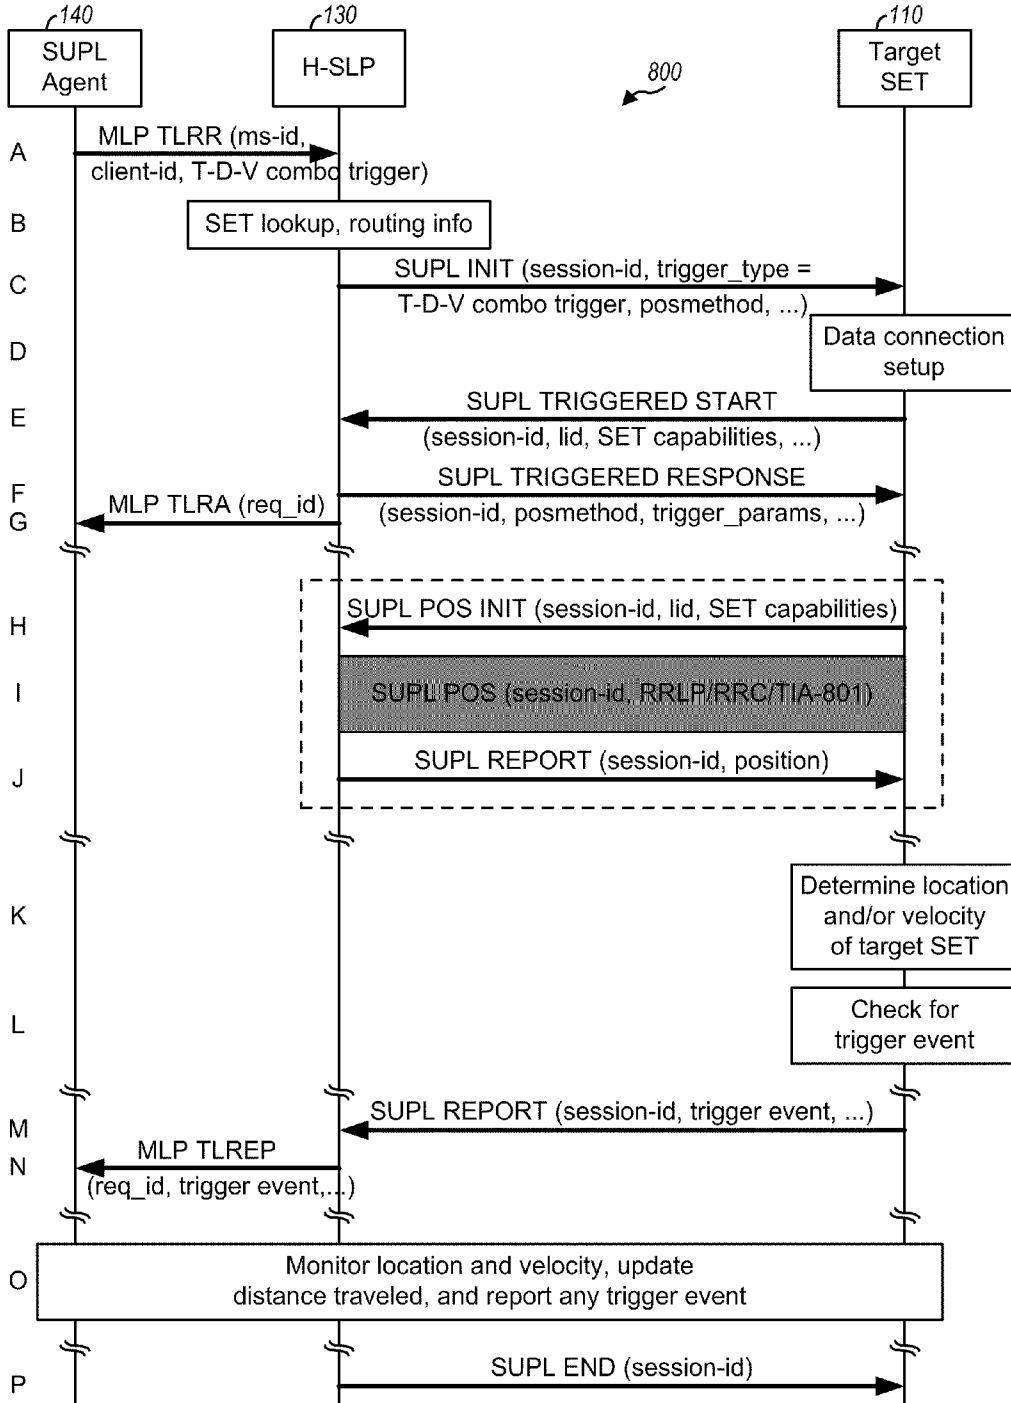 140
130
110
SUPL
Agent
H-SLP
800
Target
SET
A
MLP TLRR (ms-id,
client-id, T-D-V combo trigger)
B
SET lookup, routing info
C
SUPL INIT (session-id, trigger_type =
T-D-V combo trigger, posmethod, ...)
D
Data connection
setup
E
SUPL TRIGGERED START
(session-id, lid, SET capabilities, ...)
F
SUPL TRIGGERED RESPONSE
(session-id, posmethod, trigger_params, ...)
G
MLP TLRA (req_id)
H
SUPL POS INIT (session-id, lid, SET capabilities)
I
SUPL POS (session-id, RRLP/RRC/TIA-801)
J
SUPL REPORT (session-id, position)
K
Determine location
and/or velocity
of target SET
L
Check for
trigger event
M
SUPL REPORT (session-id, trigger event, ...)
N
MLP TLREP
(req_id, trigger event,...)
O
Monitor location and velocity, update
distance traveled, and report any trigger event
P
SUPL END (session-id)